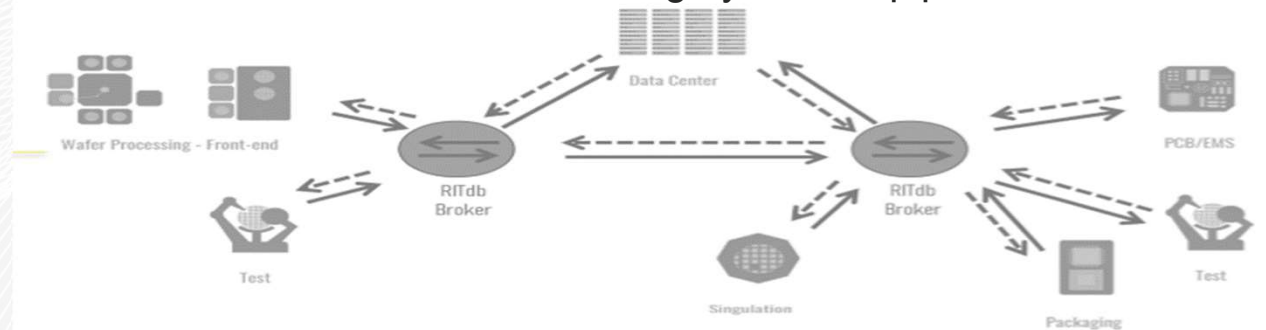 Data Center
Wafer Processing - Front-end
PCB/EMS
RITdb
Broker
RITdb
Broker
Test
Test
Singulation
Packaging